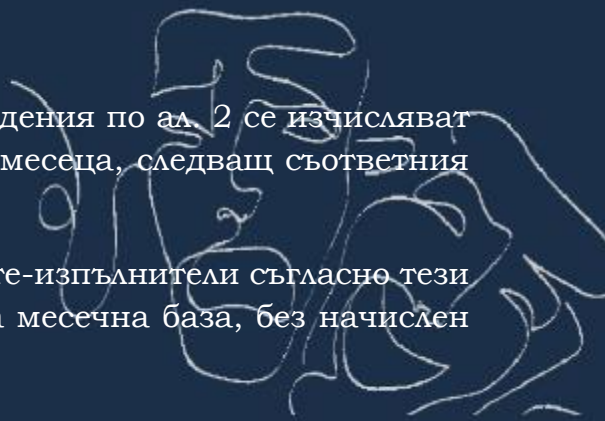 дения по ал. 2 се изчисляват
месеца, следващ съответния
те-изпълнители съгласно тези
а месечна база, без начислен